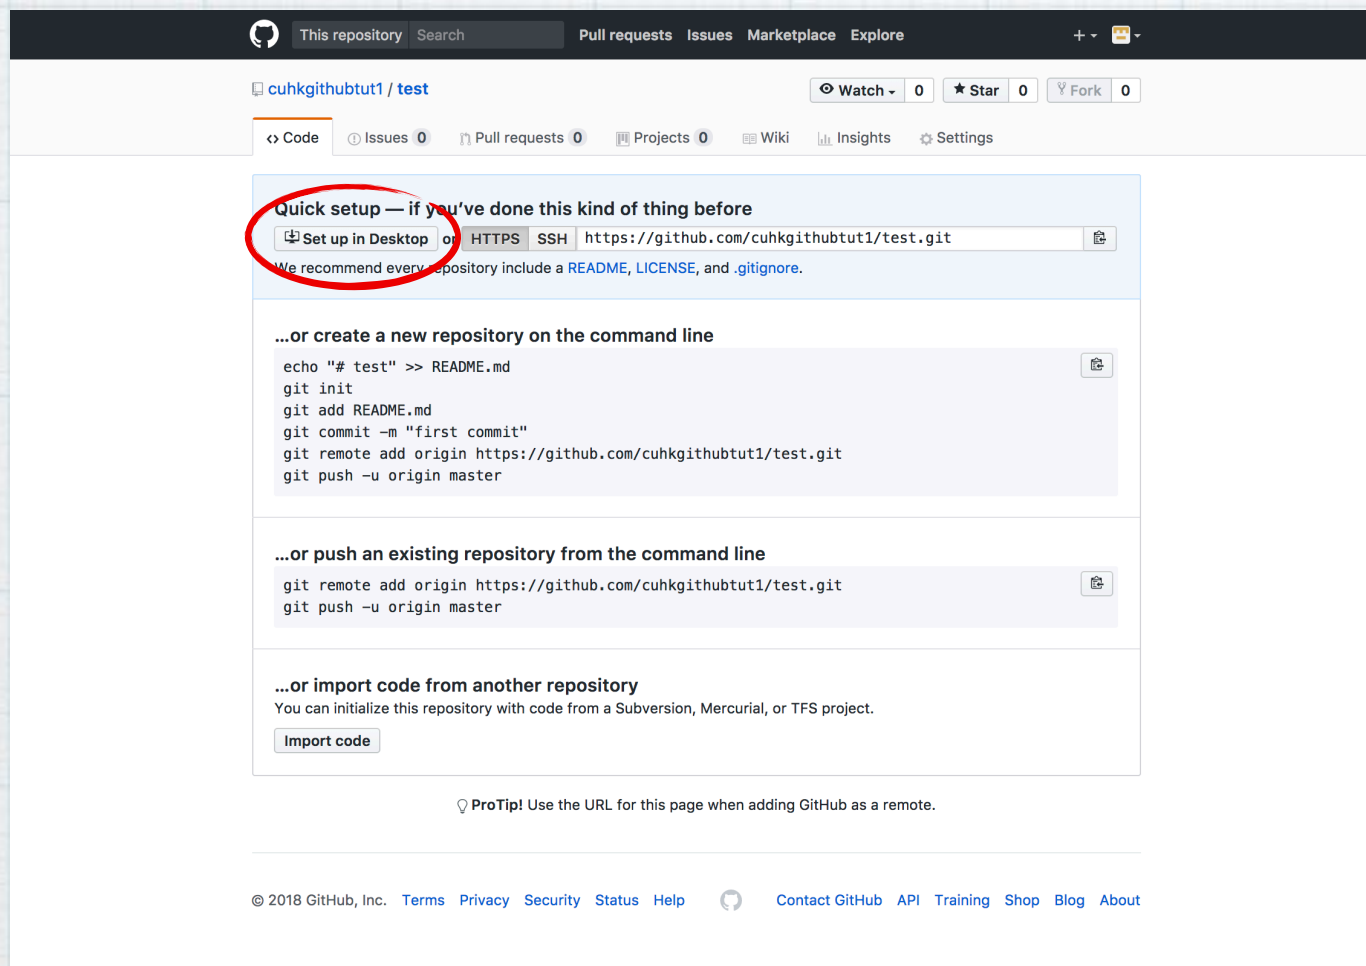 This repository Search Pull requests Issues Marketplace Explore
cuhkgithubtut1 / test Watch 0 Star 0 Fork 0
Code Issues 0 Pull requests 0 Projects 0 Wiki Insights Settings
Quick setup — if you’ve done this kind of thing before
Set up in Desktop or HTTPS SSH https://github.com/cuhkgithubtut1/test.git
We recommend every repository include a README, LICENSE, and .gitignore.
…or create a new repository on the command line
echo "# test" >> README.md
git init
git add README.md
git commit -m "first commit"
git remote add origin https://github.com/cuhkgithubtut1/test.git
git push -u origin master
…or push an existing repository from the command line
git remote add origin https://github.com/cuhkgithubtut1/test.git
git push -u origin master
…or import code from another repository
You can initialize this repository with code from a Subversion, Mercurial, or TFS project.
Import code
ProTip! Use the URL for this page when adding GitHub as a remote.
© 2018 GitHub, Inc. Terms Privacy Security Status Help Contact GitHub API Training Shop Blog About